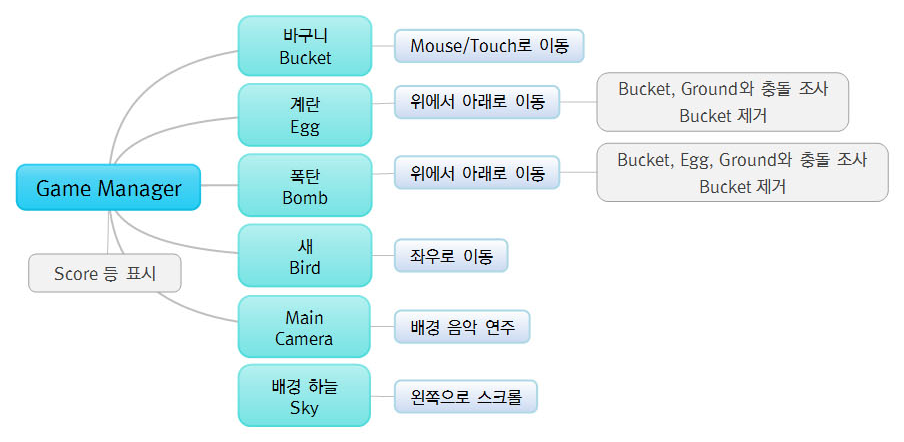 바구니
Bucket
Mouse/Touch로 이동
계란
Egg
위에서 아래로 이동
Bucket, Ground와 충돌 조사
Bucket 제거
폭탄
Bomb
위에서 아래로 이동
Bucket, Egg, Ground와 충돌 조사
Bucket 제거
Game Manager
Score 등 표시
새
Bird
좌우로 이동
Main
Camera
배경 음악 연주
배경 하늘
Sky
왼쪽으로 스크롤